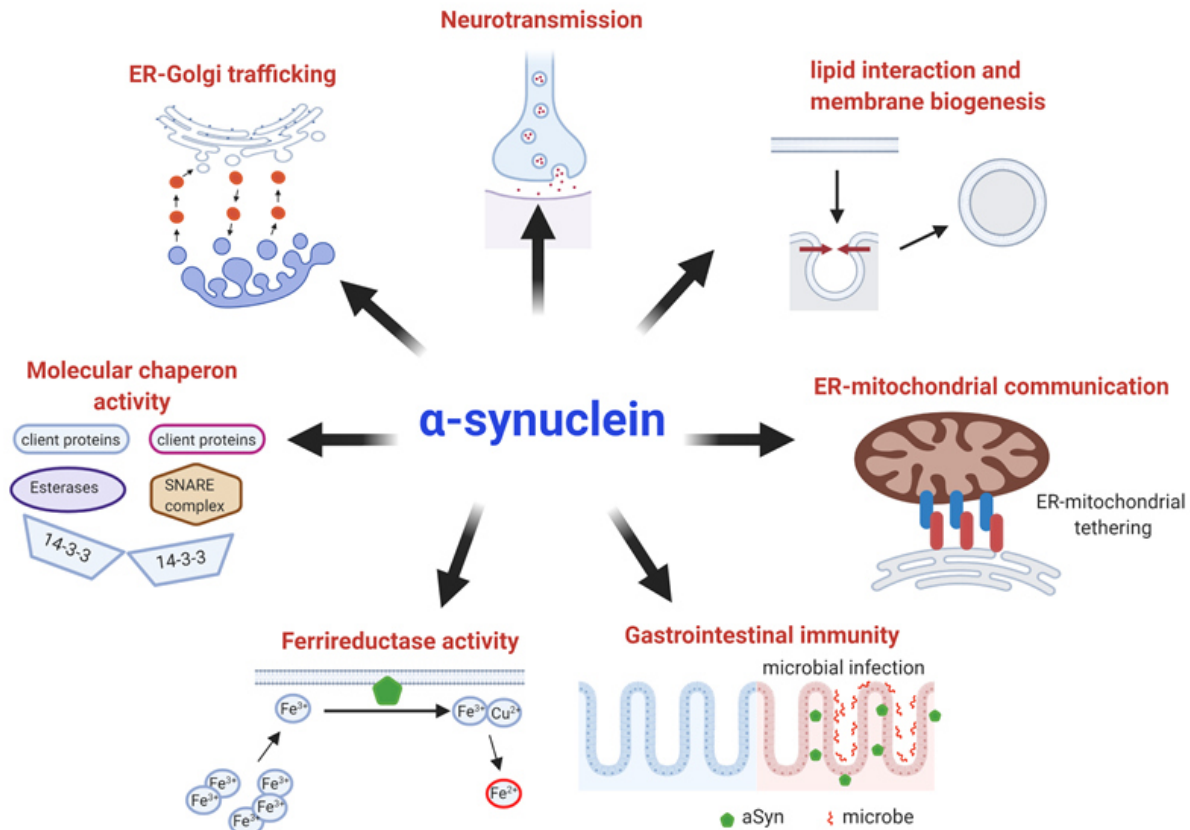 Neurotransmission
ER-Golgi trafficking
lipid interaction and
membrane biogenesis
Molecular chaperon
activity
client proteins
client proteins
Esterases
SNARE
complex
14-3-3
14-3-3
α-synuclein
ER-mitochondrial communication
ER-mitochondrial
tethering
Ferrireductase activity
Fe³⁺
Fe³⁺
Cu²⁺
Fe²⁺
Fe³⁺
Fe³⁺
Fe³⁺
Fe³⁺
Fe³⁺
Gastrointestinal immunity
microbial infection
aSyn
microbe